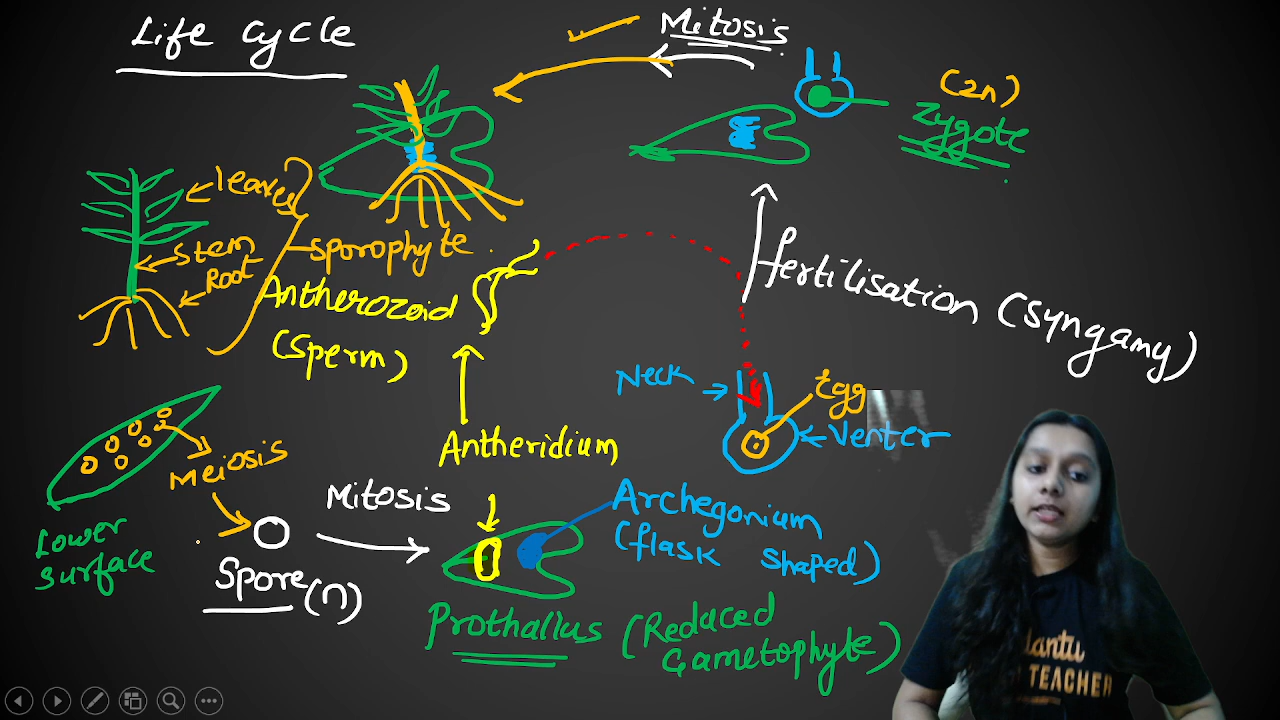 Life Cycle
Mitosis
(2n)
Zygote
leaves
Stem
Root
sporophyte
Antherozoid
(sperm)
fertilisation (syngamy)
Neck
Egg
Venter
Antheridium
Meiosis
Mitosis
Lower
surface
Spore (n)
Archegonium
(flask shaped)
Prothallus (Reduced
Gametophyte)
TEACHER